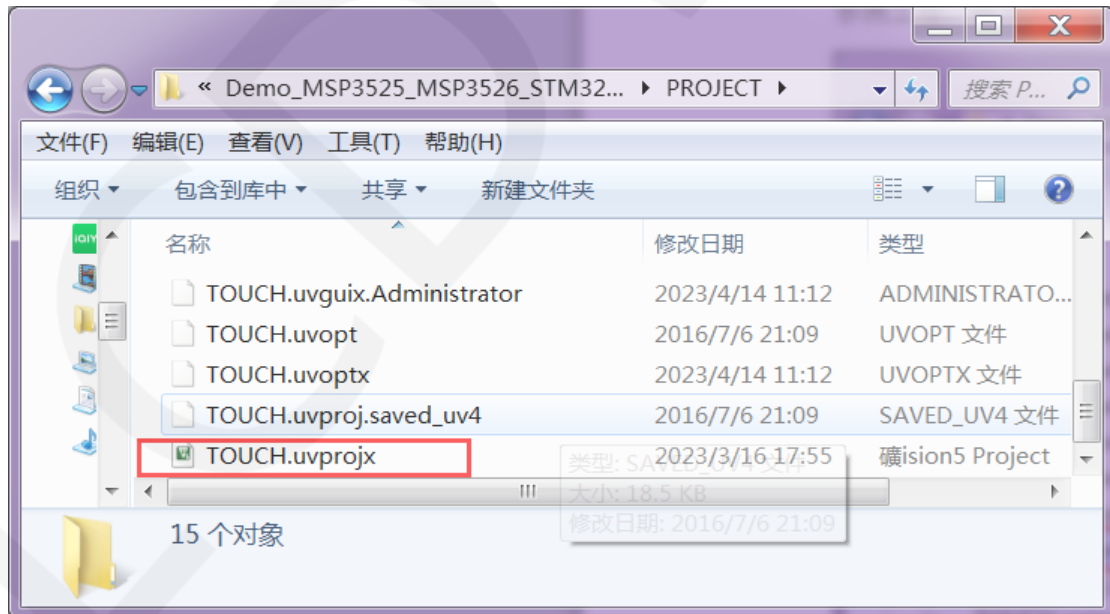 « Demo_MSP3525_MSP3526_STM32... ▸ PROJECT ▸ 搜索 P...
文件(F) 编辑(E) 查看(V) 工具(T) 帮助(H)
组织 包含到库中 共享 新建文件夹
名称 修改日期 类型
TOUCH.uvguix.Administrator 2023/4/14 11:12 ADMINISTRATO...
TOUCH.uvopt 2016/7/6 21:09 UVOPT 文件
TOUCH.uvoptx 2023/4/14 11:12 UVOPTX 文件
TOUCH.uvproj.saved_uv4 2016/7/6 21:09 SAVED_UV4 文件
TOUCH.uvprojx 2023/3/16 17:55 礦ision5 Project
类型: SAVED_UV4 文件
大小: 18.5 KB
修改日期: 2016/7/6 21:09
15 个对象